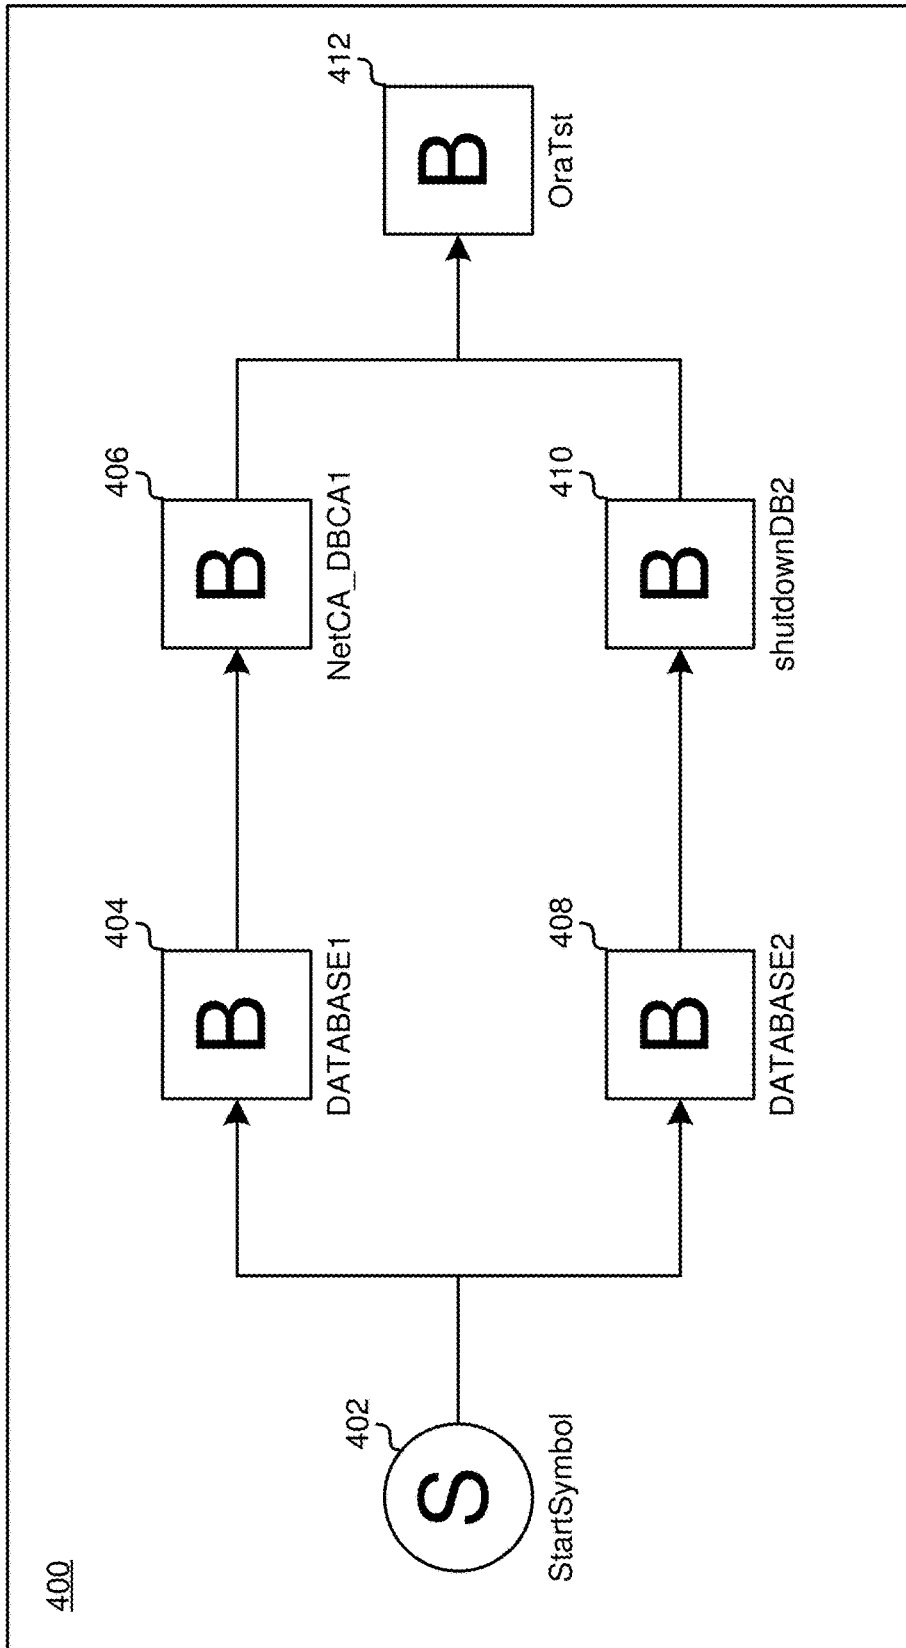 400
402
S
StartSymbol
404
B
DATABASE1
406
B
NetCA_DBCA1
408
B
DATABASE2
410
B
shutdownDB2
412
B
OraTst